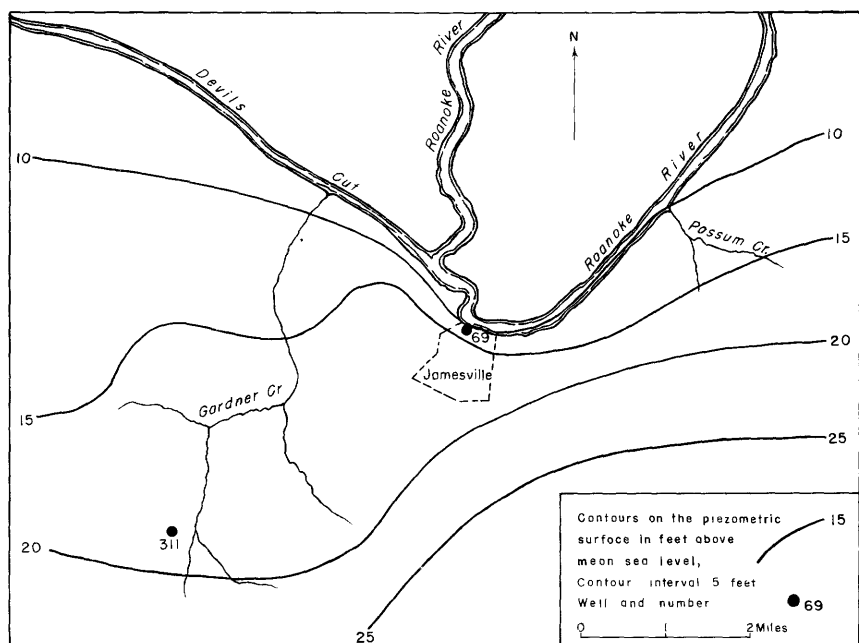 Devils
Cut
Roanoke
River
N
Roanoke
River
10
10
Possum Cr.
15
69
20
Jamesville
Gardner Cr
15
25
311
20
25
Contours on the piezometric
surface in feet above
mean sea level,
Contour interval 5 feet
Well and number
15
69
0 1 2 Miles